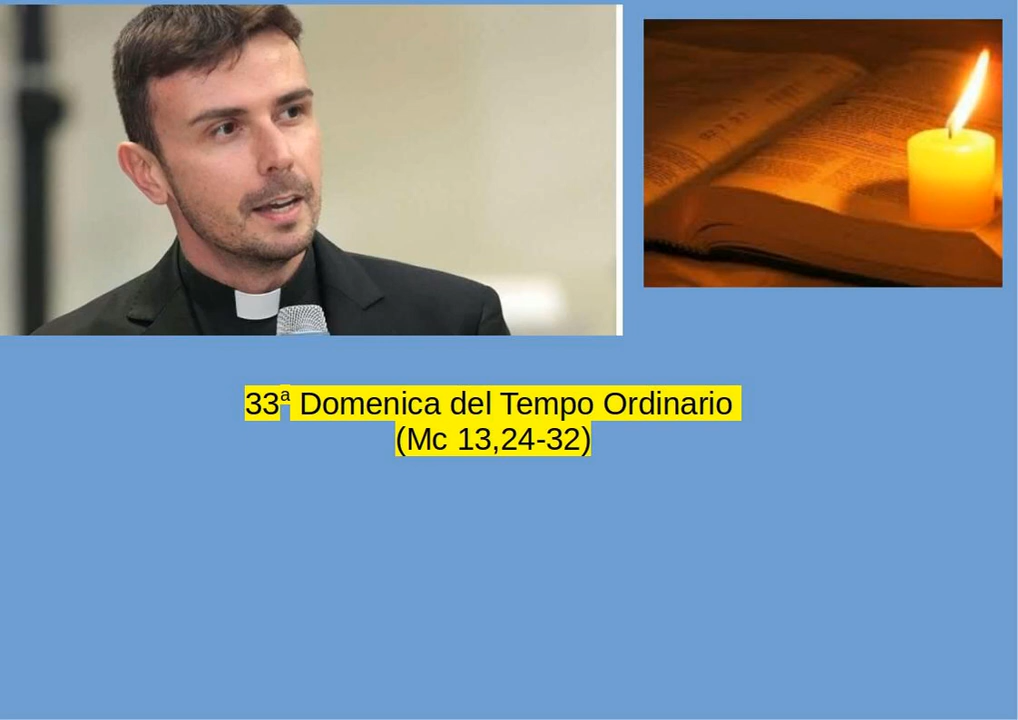 33ª Domenica del Tempo Ordinario
(Mc 13,24-32)